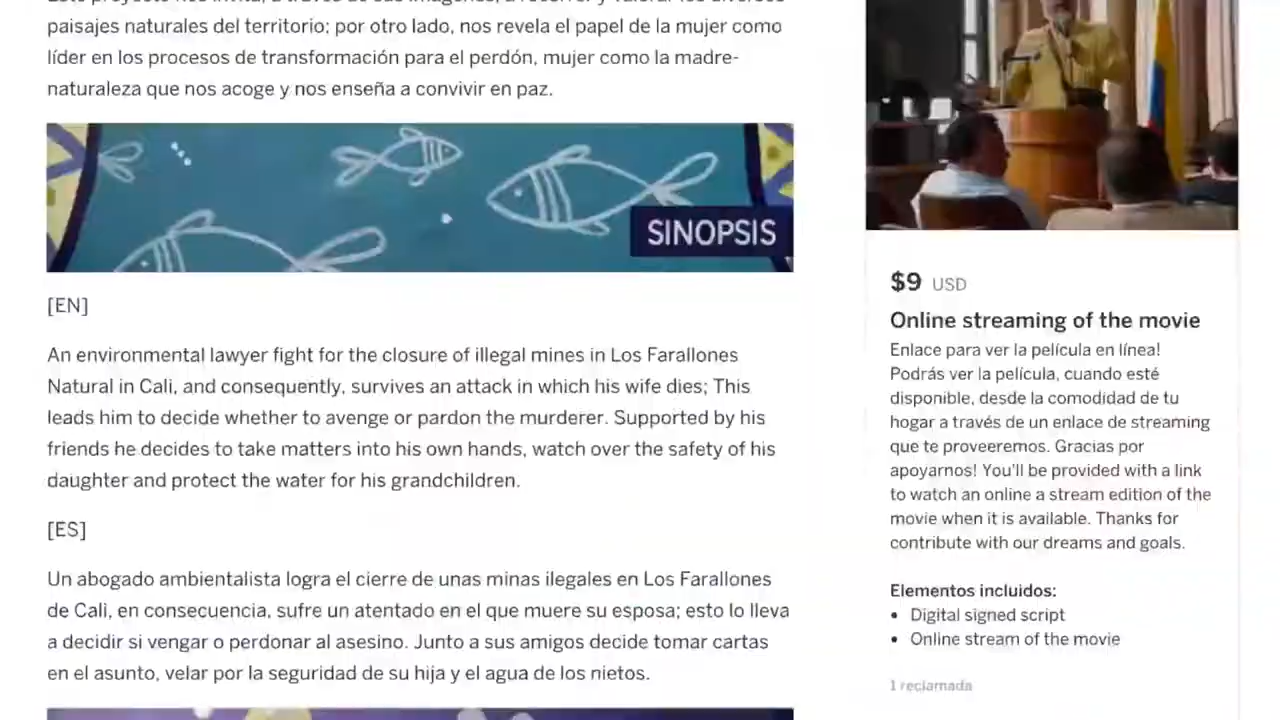 paisajes naturales del territorio; por otro lado, nos revela el papel de la mujer como
líder en los procesos de transformación para el perdón, mujer como la madre-
naturaleza que nos acoge y nos enseña a convivir en paz.
SINOPSIS
[EN]
An environmental lawyer fight for the closure of illegal mines in Los Farallones
Natural in Cali, and consequently, survives an attack in which his wife dies; This
leads him to decide whether to avenge or pardon the murderer. Supported by his
friends he decides to take matters into his own hands, watch over the safety of his
daughter and protect the water for his grandchildren.
[ES]
Un abogado ambientalista logra el cierre de unas minas ilegales en Los Farallones
de Cali, en consecuencia, sufre un atentado en el que muere su esposa; esto lo lleva
a decidir si vengar o perdonar al asesino. Junto a sus amigos decide tomar cartas
en el asunto, velar por la seguridad de su hija y el agua de los nietos.
$9 USD
Online streaming of the movie
Enlace para ver la película en línea!
Podrás ver la película, cuando esté
disponible, desde la comodidad de tu
hogar a través de un enlace de streaming
que te proveeremos. Gracias por
apoyarnos! You'll be provided with a link
to watch an online a stream edition of the
movie when it is available. Thanks for
contribute with our dreams and goals.
Elementos incluidos:
• Digital signed script
• Online stream of the movie
1 reclamada